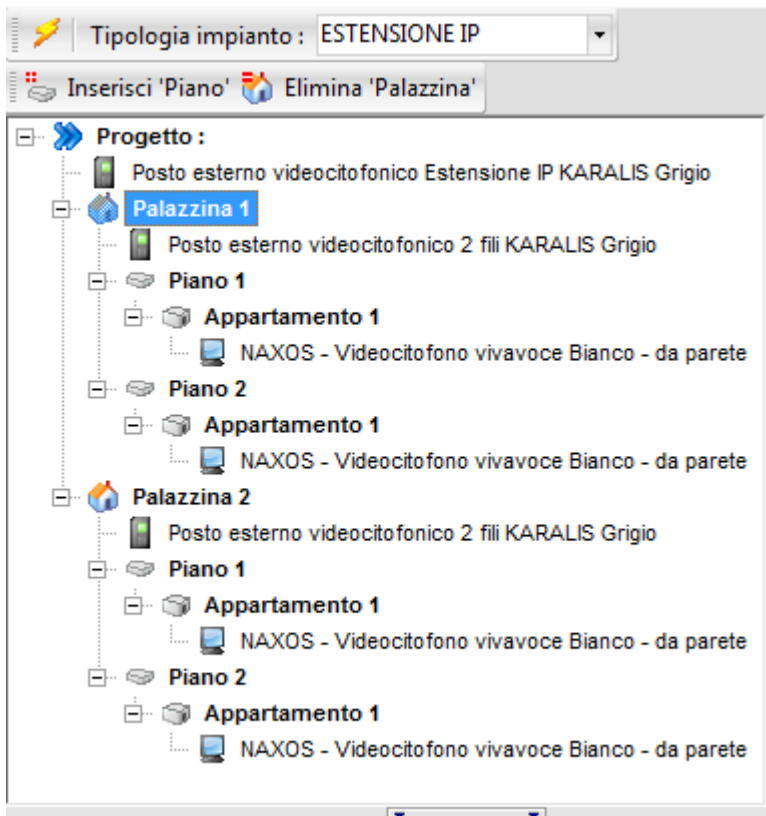 Tipologia impianto : ESTENSIONE IP
Inserisci 'Piano' Elimina 'Palazzina'
Progetto :
Posto esterno videocitofonico Estensione IP KARALIS Grigio
Palazzina 1
Posto esterno videocitofonico 2 fili KARALIS Grigio
Piano 1
Appartamento 1
NAXOS - Videocitofono vivavoce Bianco - da parete
Piano 2
Appartamento 1
NAXOS - Videocitofono vivavoce Bianco - da parete
Palazzina 2
Posto esterno videocitofonico 2 fili KARALIS Grigio
Piano 1
Appartamento 1
NAXOS - Videocitofono vivavoce Bianco - da parete
Piano 2
Appartamento 1
NAXOS - Videocitofono vivavoce Bianco - da parete